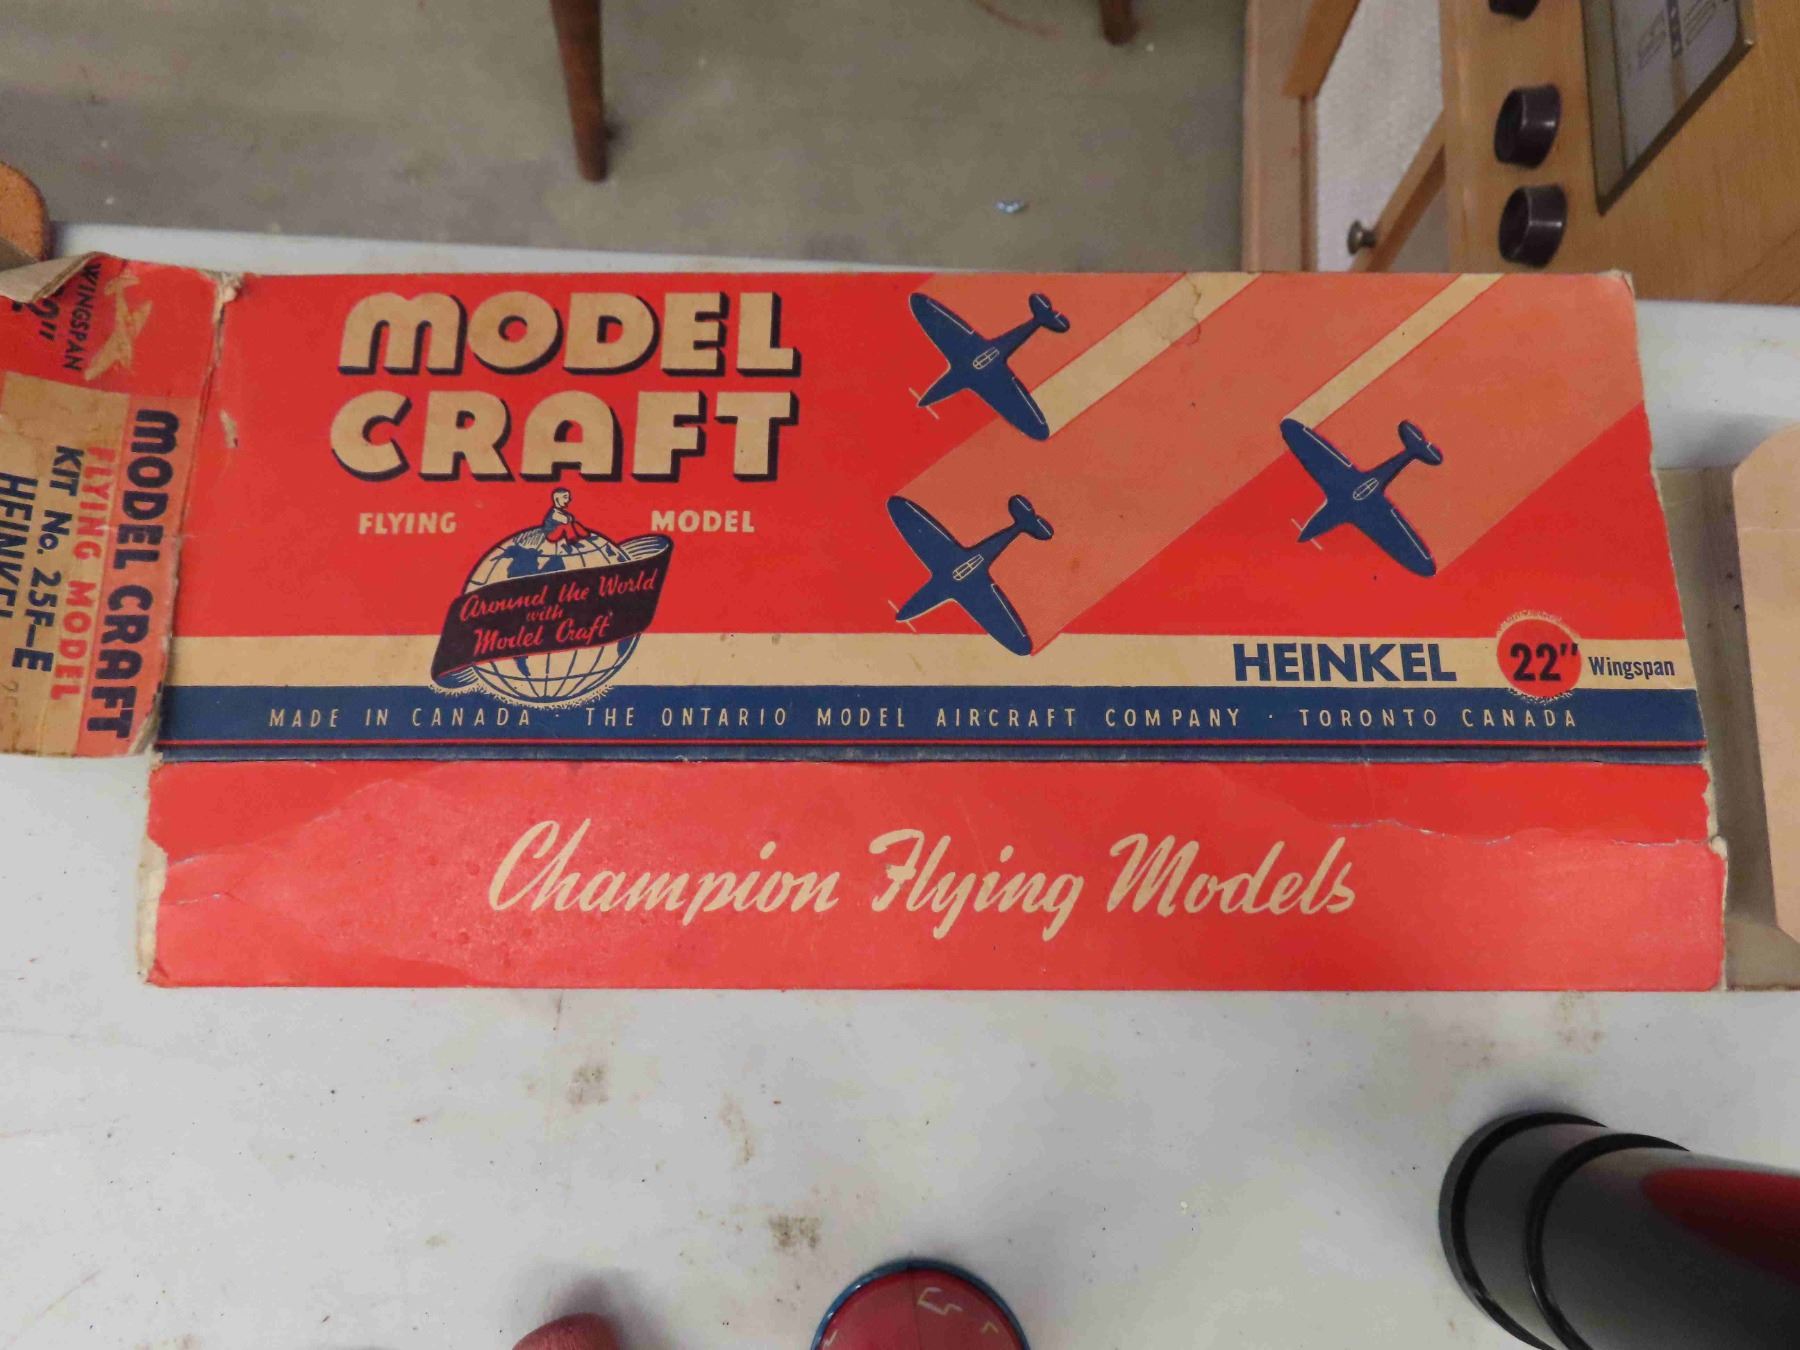 MODEL
CRAFT
FLYING MODEL
Around the World
with
Model Craft
HEINKEL 22" Wingspan
MADE IN CANADA · THE ONTARIO MODEL AIRCRAFT COMPANY · TORONTO CANADA
Champion Flying Models
WINGSPAN
MODEL CRAFT
FLYING MODEL
KIT No. 25F-E
HEINKEL